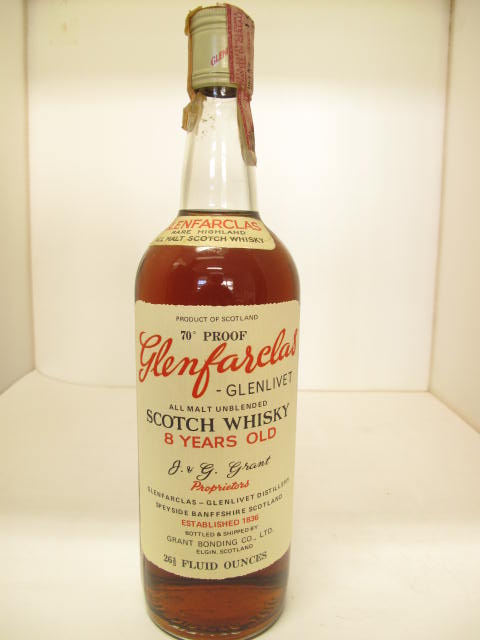 GLENFARCLAS
RARE HIGHLAND
ALL MALT SCOTCH WHISKY
PRODUCT OF SCOTLAND
70° PROOF
Glenfarclas
- GLENLIVET
ALL MALT UNBLENDED
SCOTCH WHISKY
8 YEARS OLD
J. & G. Grant
Proprietors
GLENFARCLAS - GLENLIVET DISTILLERY
SPEYSIDE BANFFSHIRE SCOTLAND
ESTABLISHED 1836
BOTTLED & SHIPPED BY
GRANT BONDING CO., LTD.
ELGIN, SCOTLAND
26⅔ FLUID OUNCES